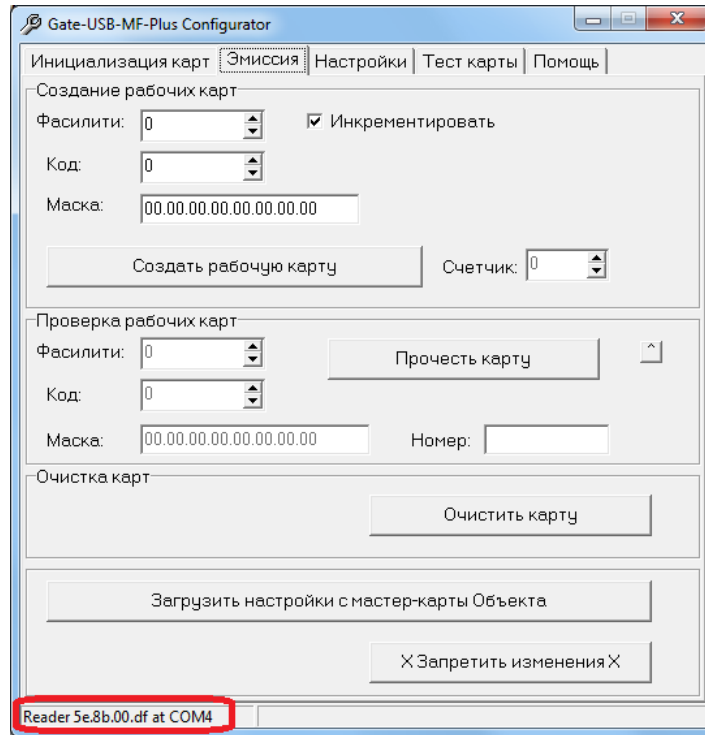 Gate-USB-MF-Plus Configurator
Инициализация карт Эмиссия Настройки Тест карты Помощь
Создание рабочих карт
Фасилити: 0 Инкрементировать
Код: 0
Маска: 00.00.00.00.00.00.00.00
Создать рабочую карту Счетчик: 0
Проверка рабочих карт
Фасилити: 0 Прочесть карту ^
Код: 0
Маска: 00.00.00.00.00.00.00.00 Номер:
Очистка карт
Очистить карту
Загрузить настройки с мастер-карты Объекта
X Запретить изменения X
Reader 5e.8b.00.df at COM4